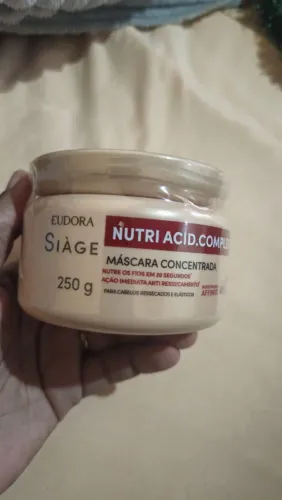 EUDORA
SIÀGE
250 g
NUTRI ACID.COMPLEX
MÁSCARA CONCENTRADA
NUTRE OS FIOS EM 20 SEGUNDOS
AÇÃO IMEDIATA ANTI RESSECAMENTO
PARA CABELOS RESSECADOS E ELÁSTICOS